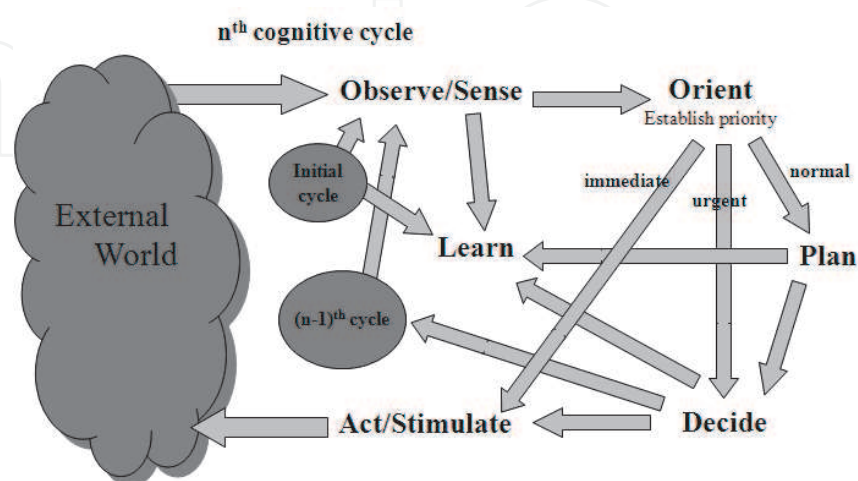 nth cognitive cycle
Observe/Sense
Orient
Establish priority
Initial
cycle
immediate
urgent
normal
External
World
Learn
Plan
(n-1)th cycle
Act/Stimulate
Decide